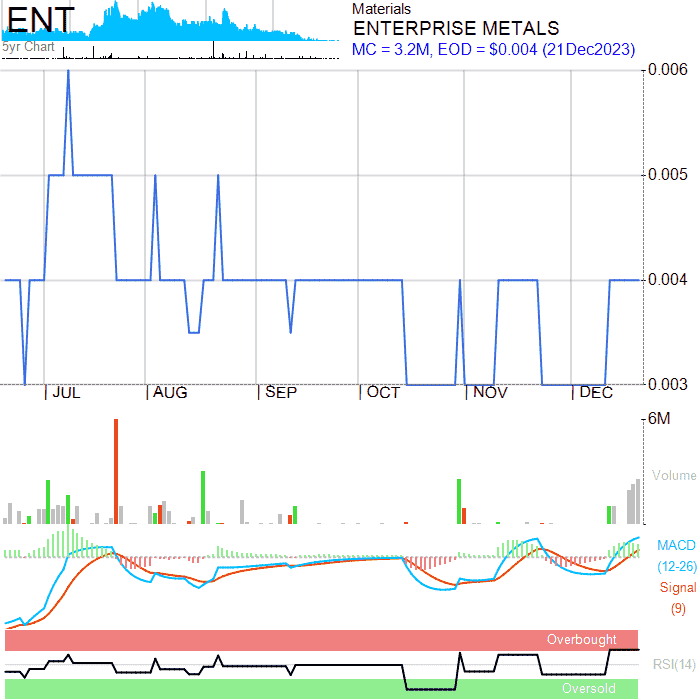 ENT
5yr Chart
Materials
ENTERPRISE METALS
MC = 3.2M, EOD = $0.004 (21Dec2023)
0.006
0.005
0.004
0.003
JUL AUG SEP OCT NOV DEC
6M
Volume
MACD
(12-26)
Signal
(9)
Overbought
RSI(14)
Oversold